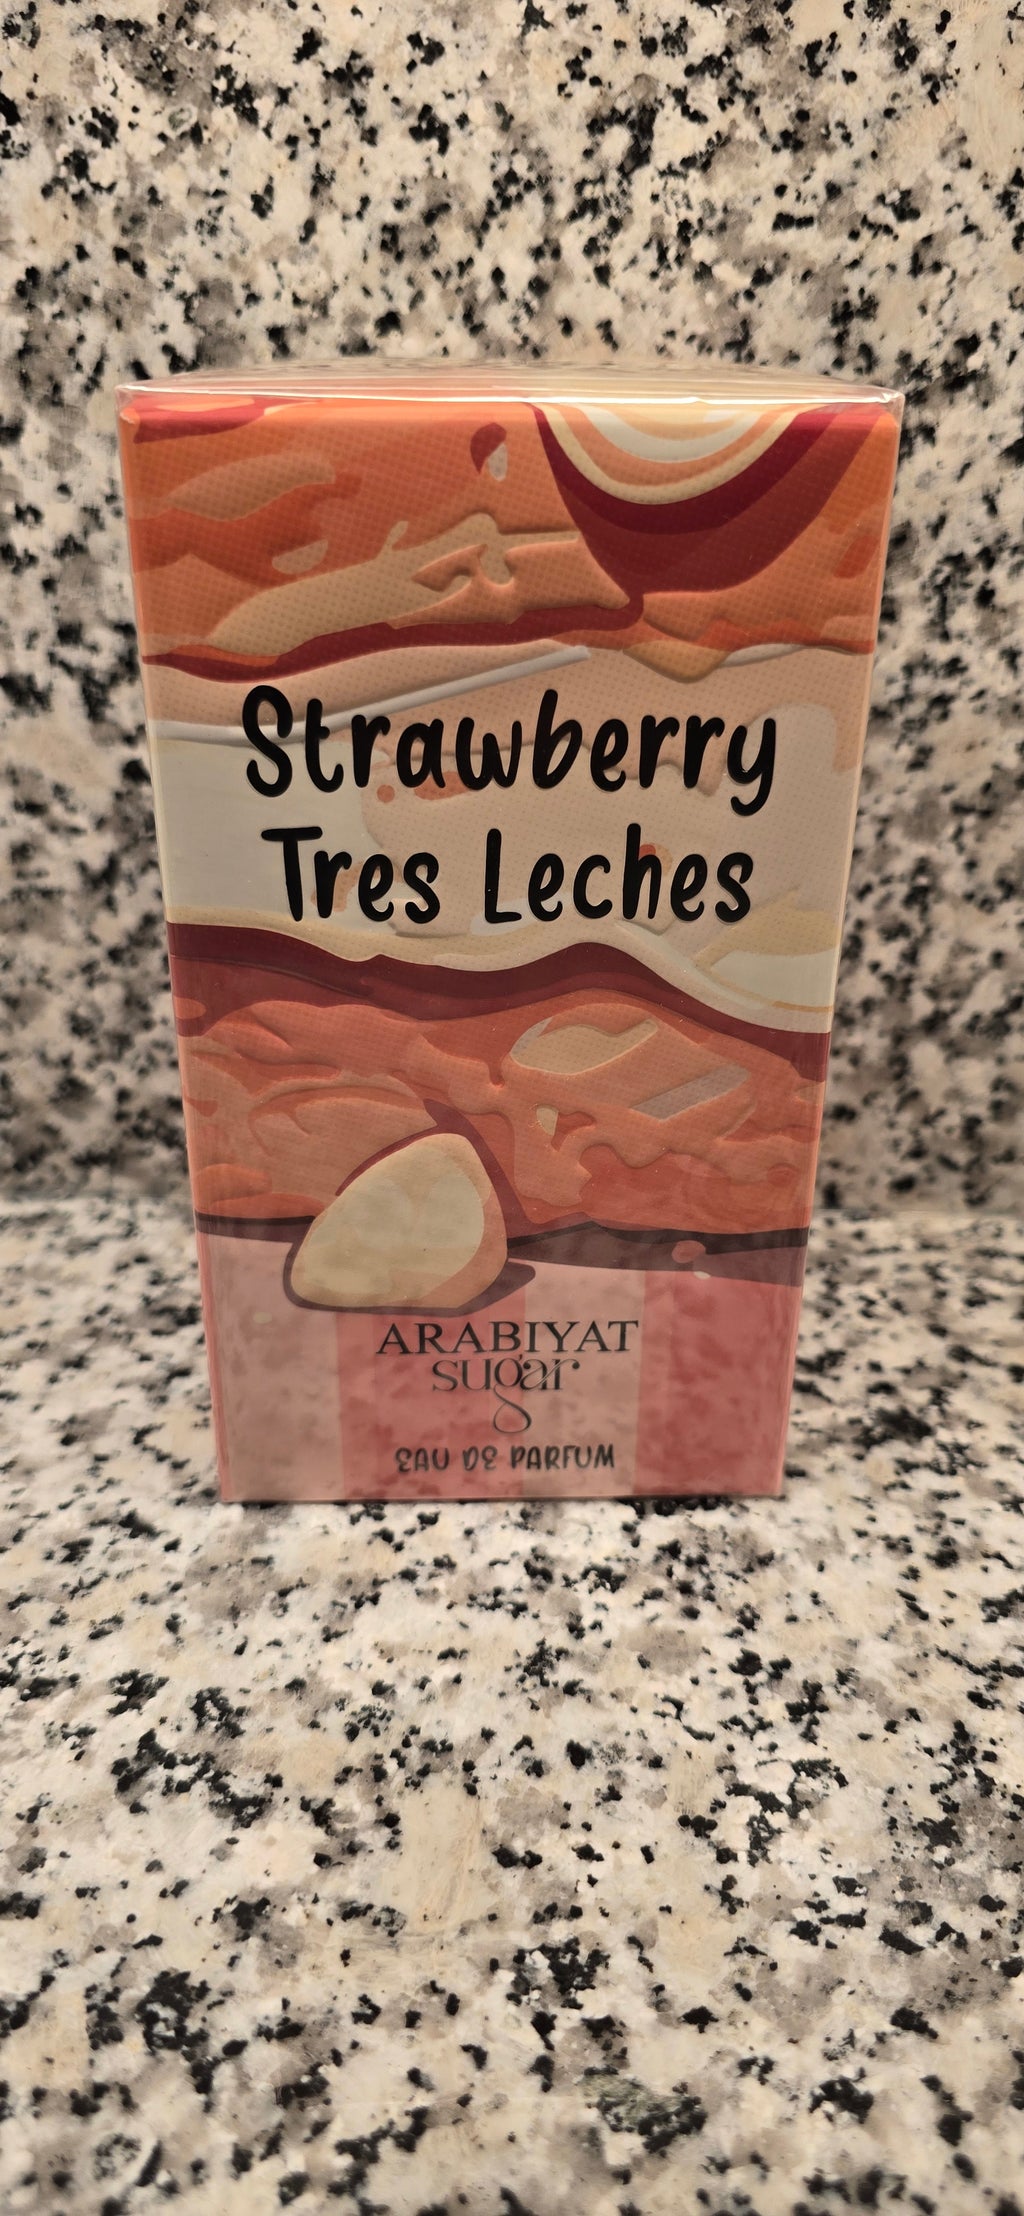 Strawberry
Tres Leches
ARABIYAT
sugar
EAU DE PARFUM